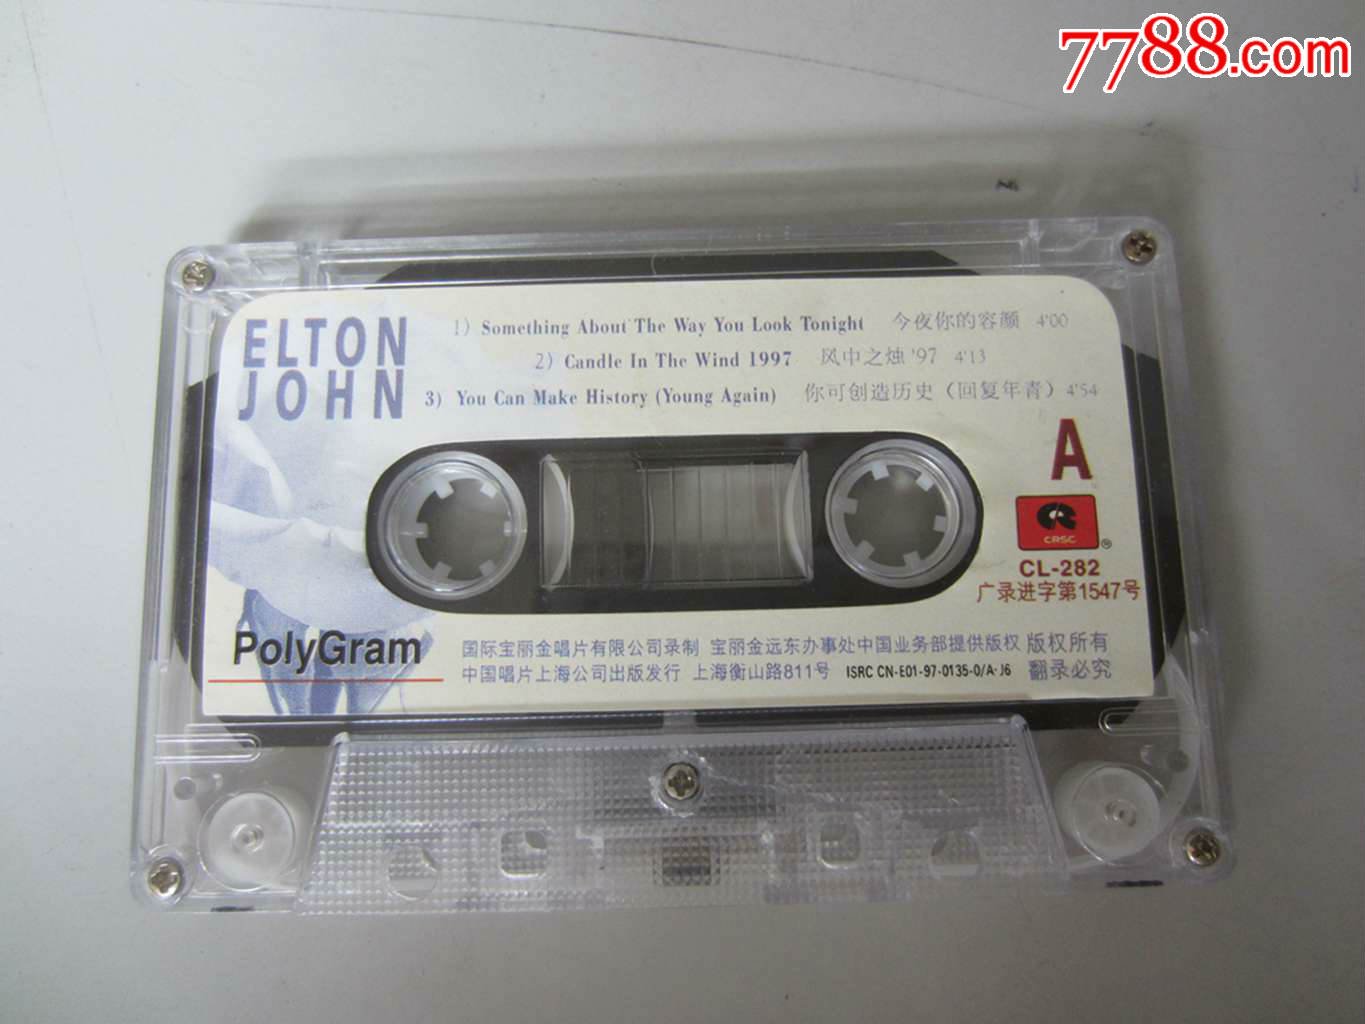 7788.com
ELTON
JOHN
1) Something About The Way You Look Tonight 今夜你的容颜 4'00
2) Candle In The Wind 1997 风中之烛 '97 4'13
3) You Can Make History (Young Again) 你可创造历史（回复年青）4'54
A
CRSC
®
CL-282
广录进字第1547号
PolyGram
国际宝丽金唱片有限公司录制 宝丽金远东办事处中国业务部提供版权 版权所有
中国唱片上海公司出版发行 上海衡山路811号 ISRC CN-E01-97-0135-0/A·J6 翻录必究